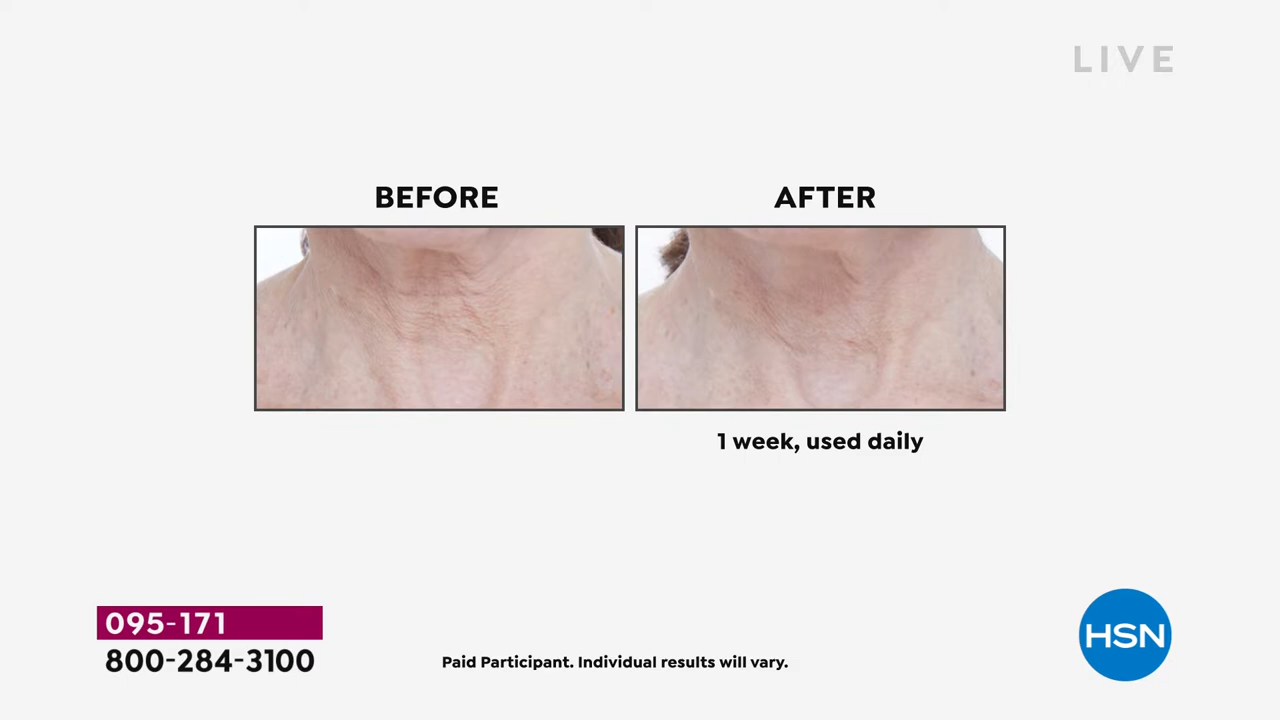 LIVE
BEFORE
AFTER
1 week, used daily
095-171
800-284-3100
Paid Participant. Individual results will vary.
HSN